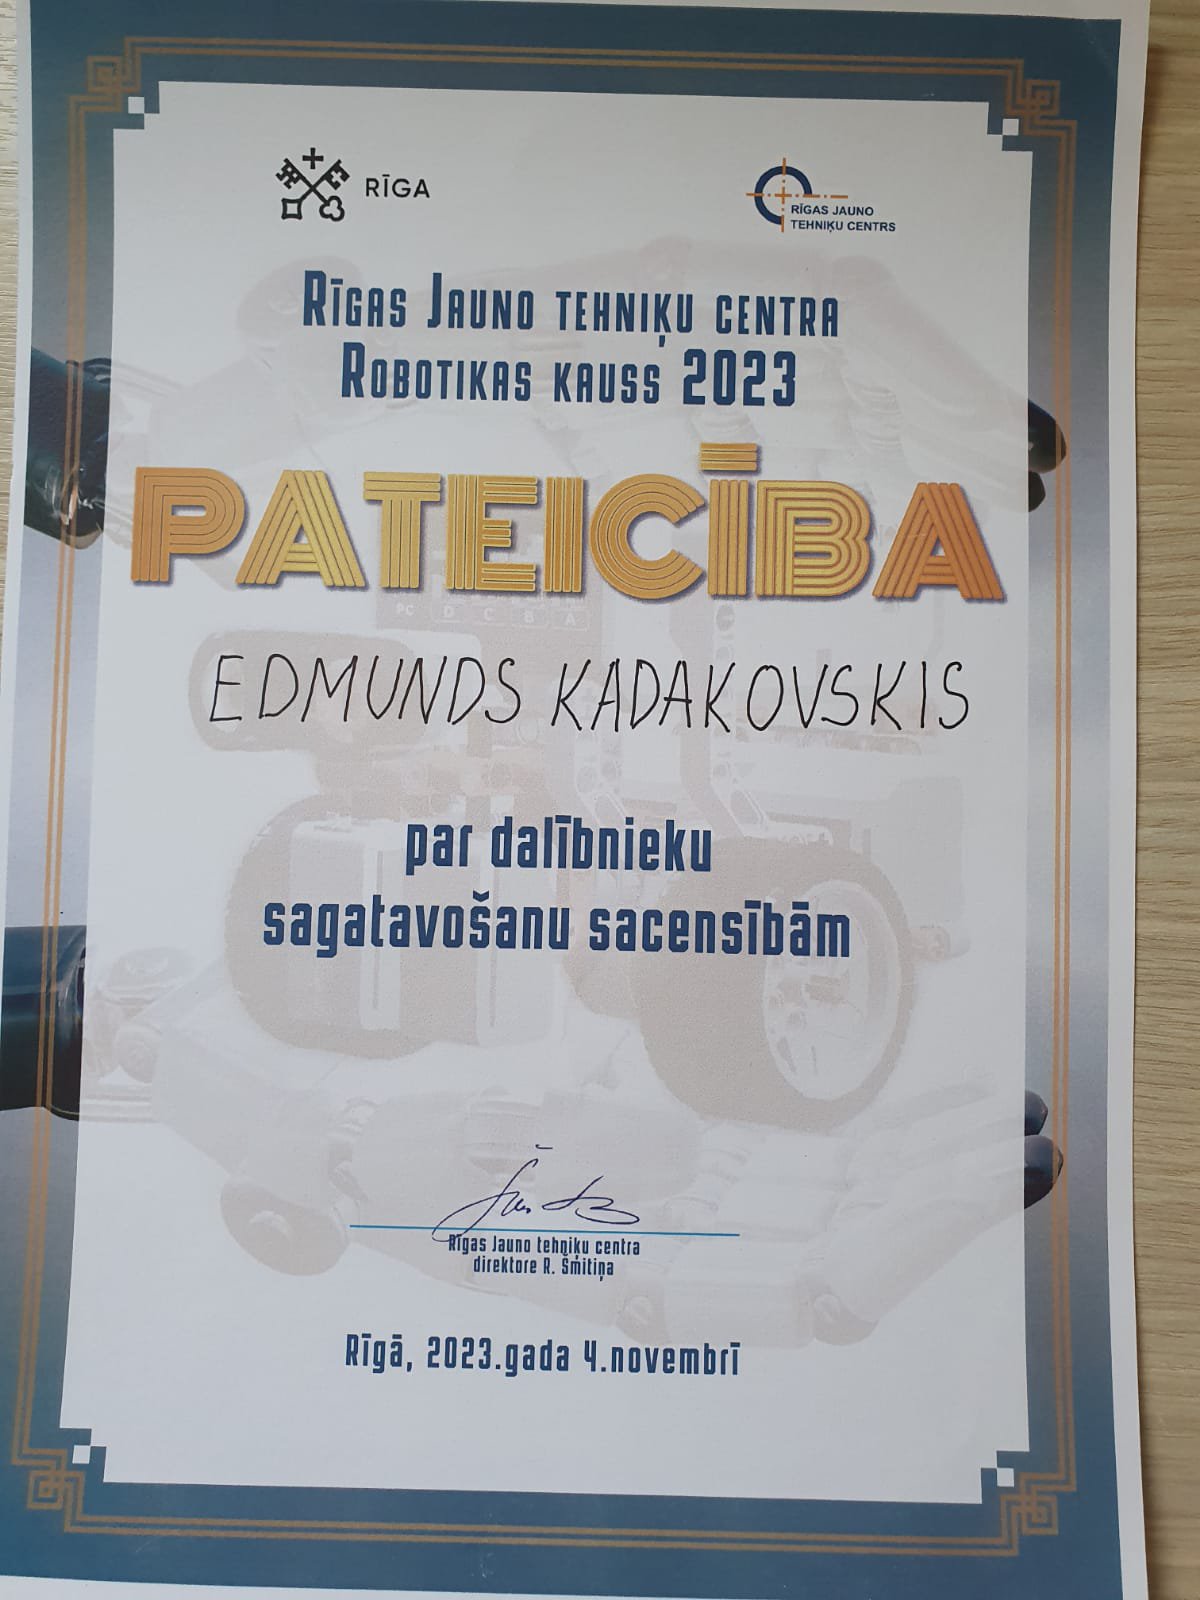 RĪGA
RĪGAS JAUNO
TEHNIĶU CENTRS
RĪGAS JAUNO TEHNIĶU CENTRA
ROBOTIKAS KAUSS 2023
PATEICĪBA
PC D C B A
EDMUNDS KADAKOVSKIS
par dalībnieku
sagatavošanu sacensībām
Rīgas Jauno tehniķu centra
direktore R. Šmitiņa
Rīgā, 2023.gada 4.novembrī